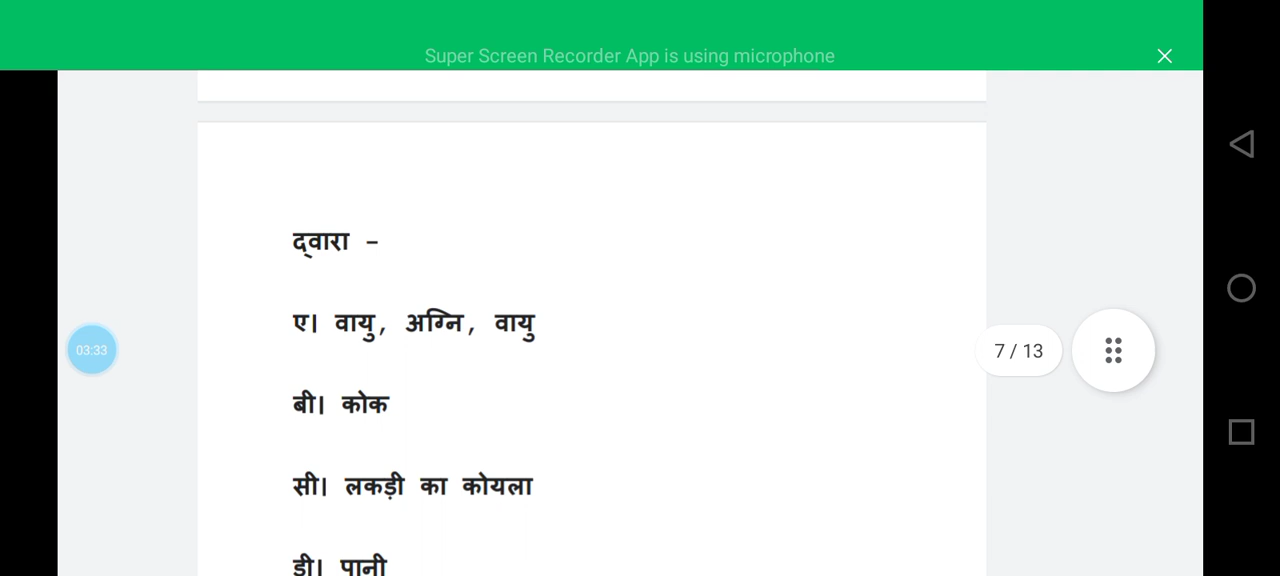 Super Screen Recorder App is using microphone
द्वारा –
ए। वायु, अग्नि, वायु
03:33
7 / 13
बी। कोक
सी। लकड़ी का कोयला
डी। पानी